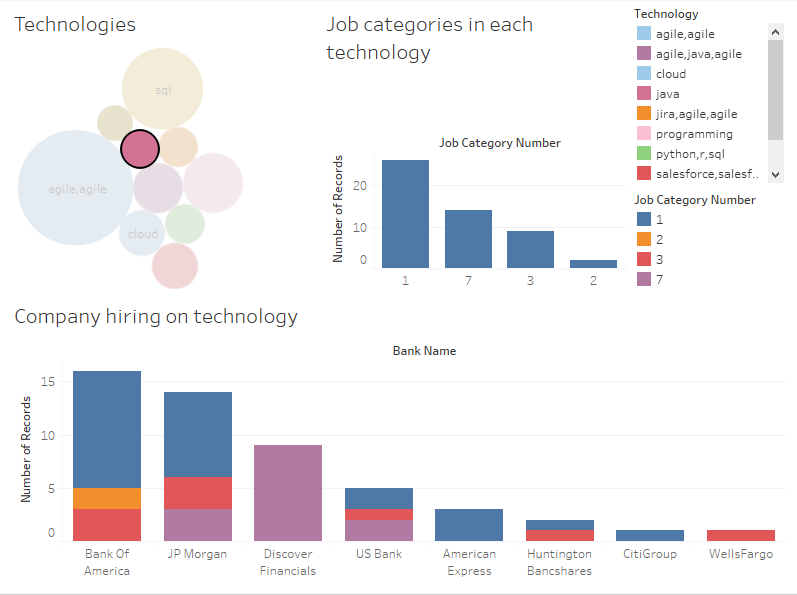 Technologies
sql
agile,agile
cloud
Job categories in each
technology
Job Category Number
Number of Records
20
10
0
1
7
3
2
Technology
agile,agile
agile,java,agile
cloud
java
jira,agile,agile
programming
python,r,sql
salesforce,salesf..
Job Category Number
1
2
3
7
Company hiring on technology
Bank Name
Number of Records
15
10
5
0
Bank Of
America
JP Morgan
Discover
Financials
US Bank
American
Express
Huntington
Bancshares
CitiGroup
WellsFargo